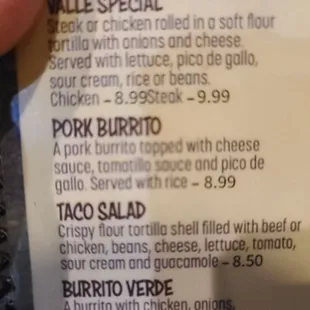 VALLE SPECIAL
Steak or chicken rolled in a soft flour
tortilla with onions and cheese.
Served with lettuce, pico de gallo,
sour cream, rice or beans.
Chicken – 8.99Steak – 9.99
PORK BURRITO
A pork burrito topped with cheese
sauce, tomatillo sauce and pico de
gallo. Served with rice – 8.99
TACO SALAD
Crispy flour tortilla shell filled with beef or
chicken, beans, cheese, lettuce, tomato,
sour cream and guacamole – 8.50
BURRITO VERDE
A burrito with chicken, onions,